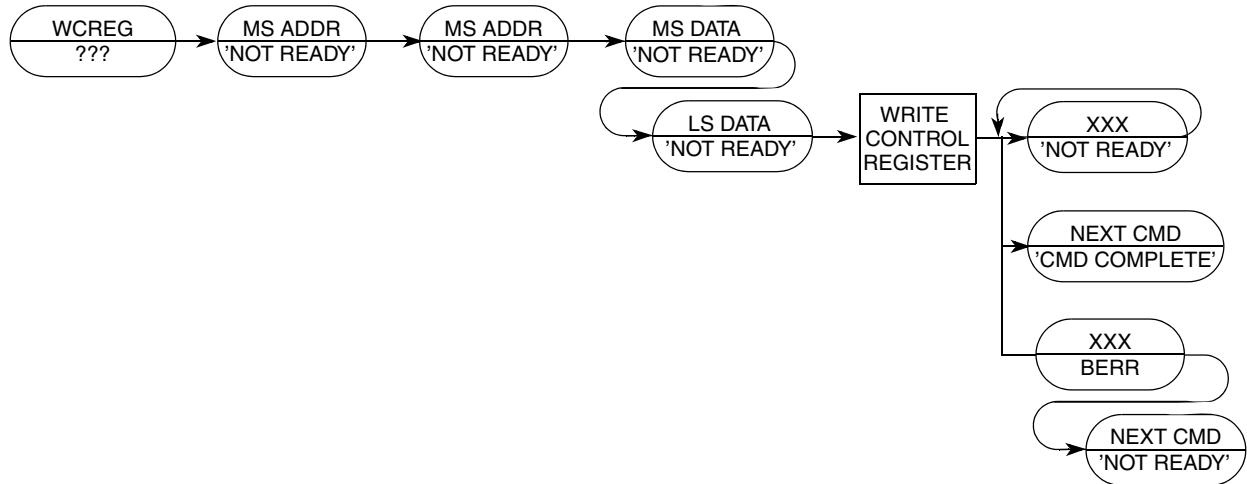 WCREG
???
MS ADDR
'NOT READY'
MS ADDR
'NOT READY'
MS DATA
'NOT READY'
LS DATA
'NOT READY'
WRITE
CONTROL
REGISTER
XXX
'NOT READY'
NEXT CMD
'CMD COMPLETE'
XXX
BERR
NEXT CMD
'NOT READY'